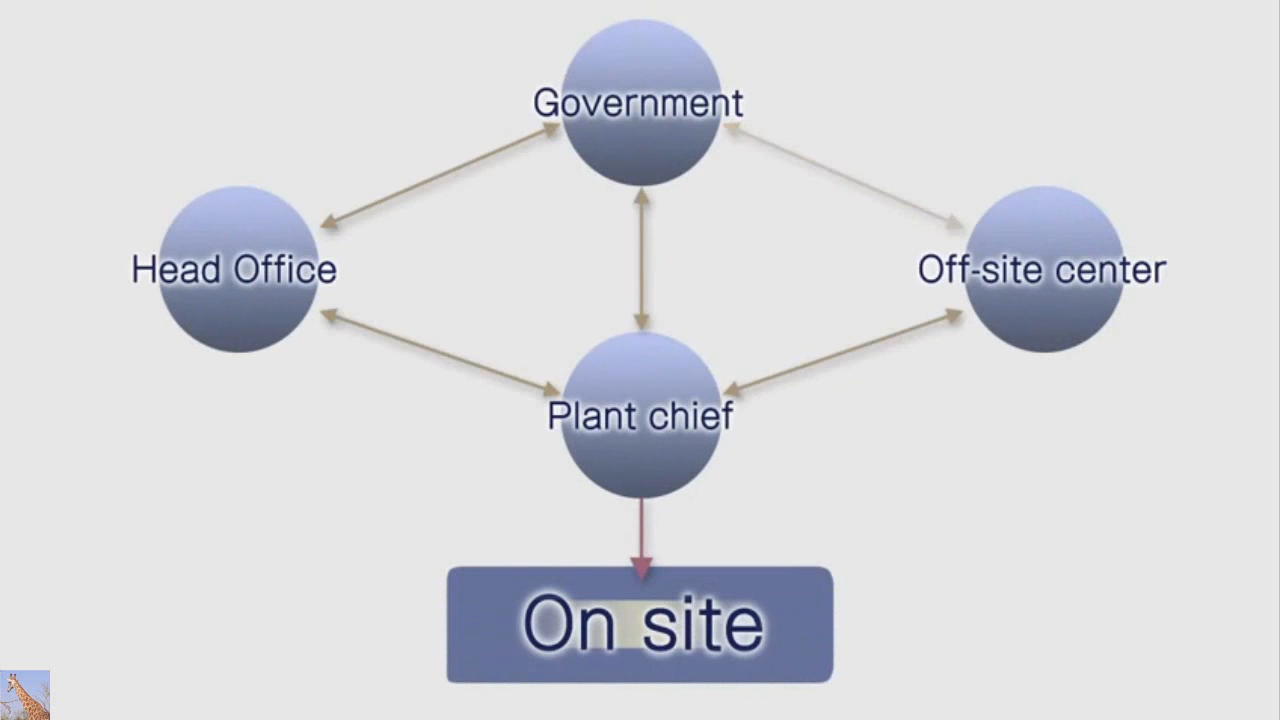 Government
Head Office
Off-site center
Plant chief
On site